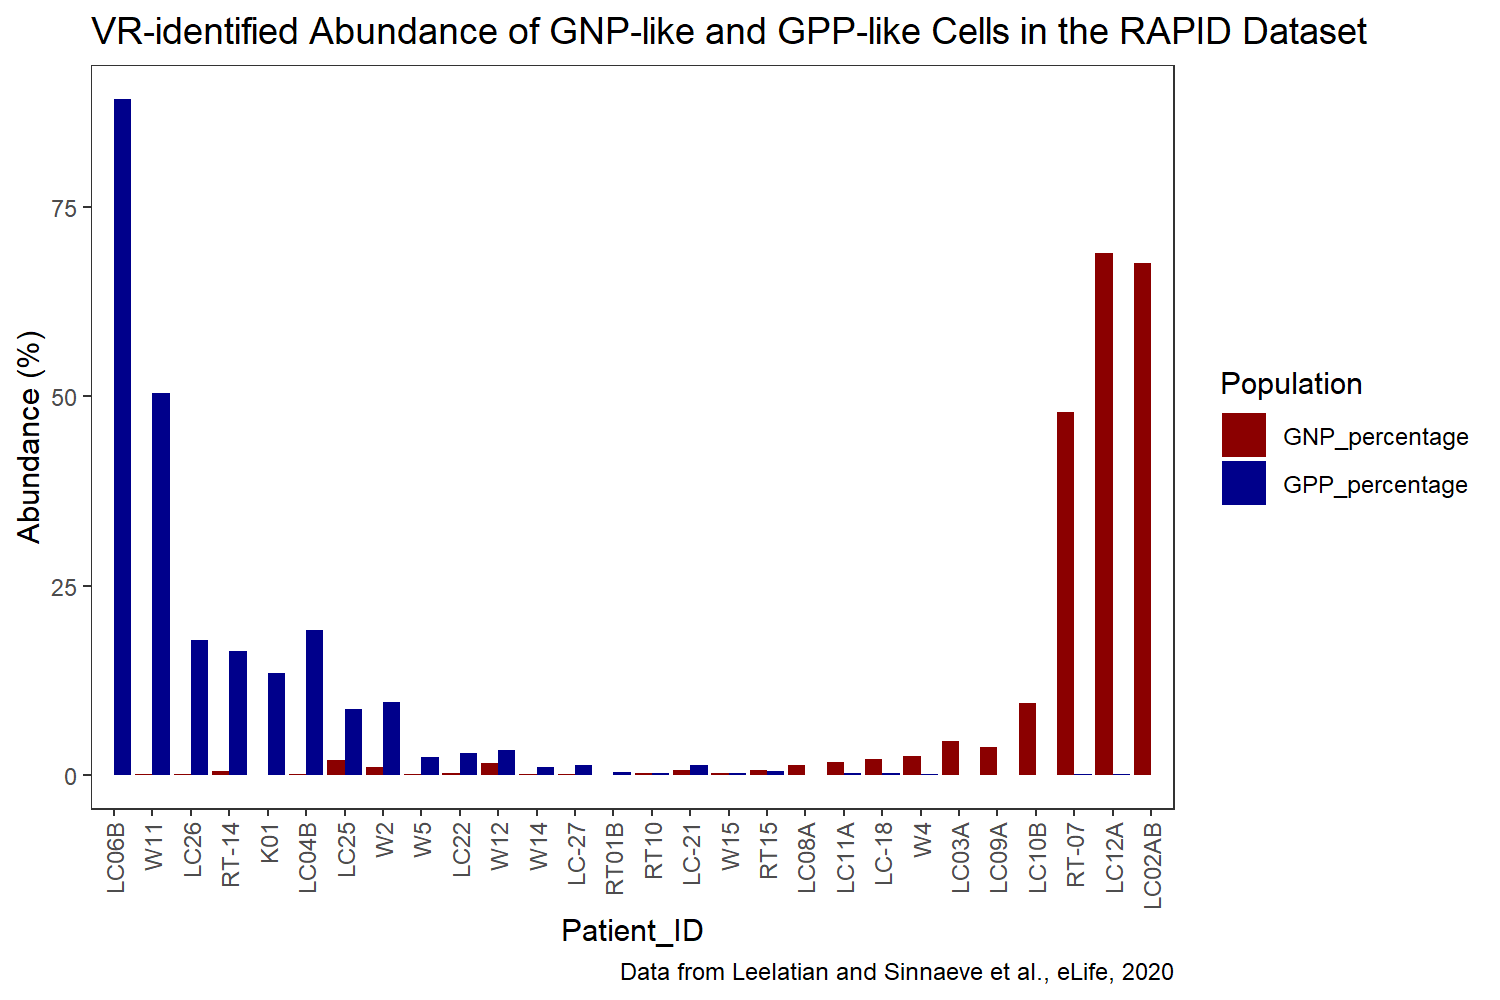 VR-identified Abundance of GNP-like and GPP-like Cells in the RAPID Dataset
Abundance (%)
75
50
25
0
LC06B
W11
LC26
RT-14
K01
LC04B
LC25
W2
W5
LC22
W12
W14
LC-27
RT01B
RT10
LC-21
W15
RT15
LC08A
LC11A
LC-18
W4
LC03A
LC09A
LC10B
RT-07
LC12A
LC02AB
Patient_ID
Population
GNP_percentage
GPP_percentage
Data from Leelatian and Sinnaeve et al., eLife, 2020